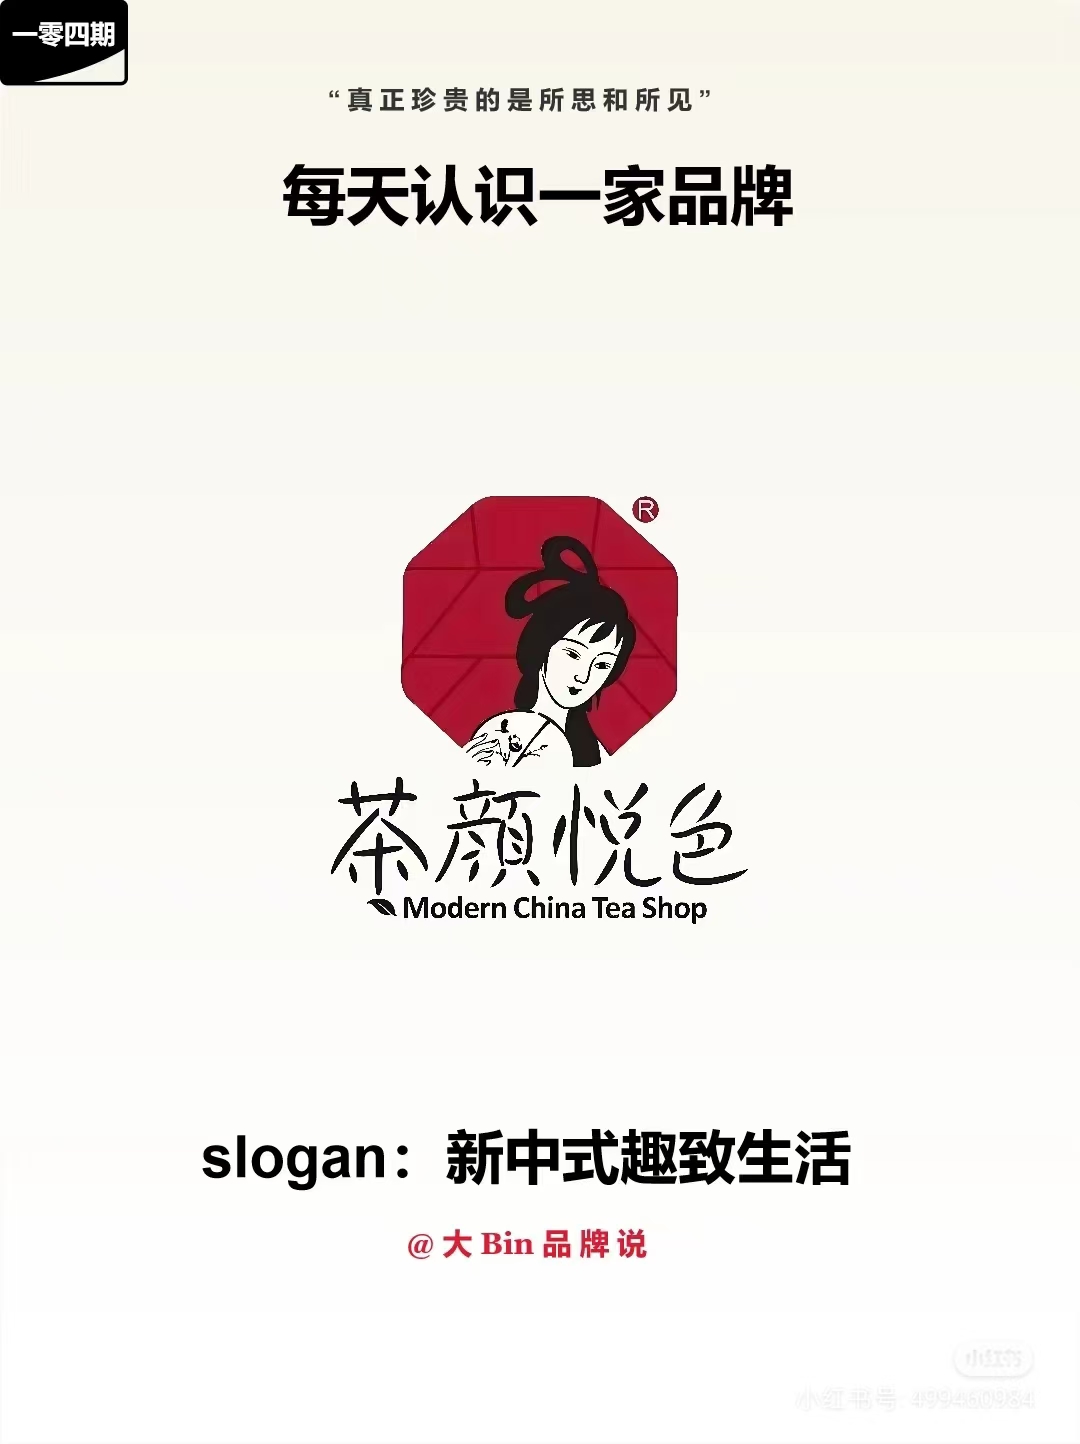 一零四期
“真正珍贵的是所思和所见”
每天认识一家品牌
®
茶颜悦色
Modern China Tea Shop
slogan：新中式趣致生活
@大Bin品牌说
小红书
小红书号: 499460984